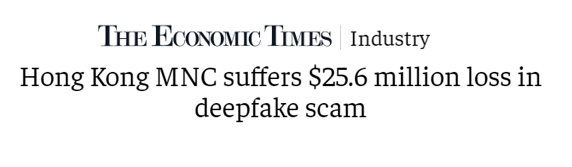 THE ECONOMIC TIMES | Industry
Hong Kong MNC suffers $25.6 million loss in
deepfake scam